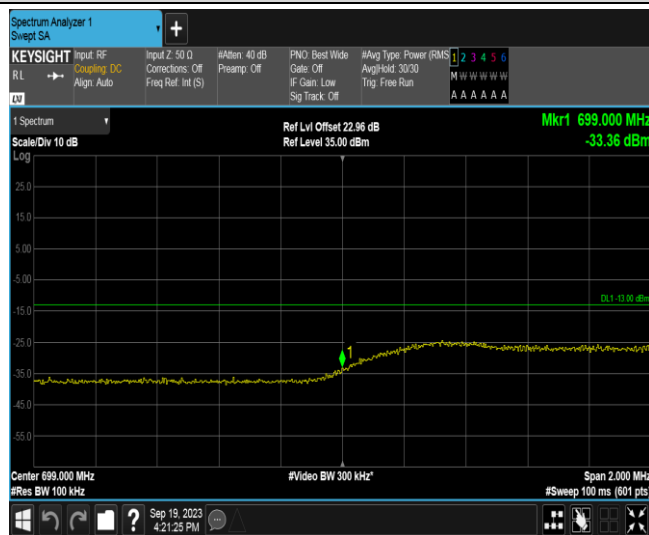 Spectrum Analyzer 1
Swept SA
+
KEYSIGHT
RL
LXI
Input: RF
Coupling: DC
Align: Auto
Input Z: 50 Ω
Corrections: Off
Freq Ref: Int (S)
#Atten: 40 dB
Preamp: Off
PNO: Best Wide
Gate: Off
IF Gain: Low
Sig Track: Off
#Avg Type: Power (RMS
Avg|Hold: 30/30
Trig: Free Run
1 2 3 4 5 6
M W W W W W
A A A A A A
1 Spectrum
Scale/Div 10 dB
Log
Ref Lvl Offset 22.96 dB
Ref Level 35.00 dBm
Mkr1 699.000 MHz
-33.36 dBm
25.0
15.0
5.00
-5.00
DL1 -13.00 dBm
-15.0
-25.0
1
-35.0
-45.0
-55.0
Center 699.000 MHz
#Res BW 100 kHz
#Video BW 300 kHz*
Span 2.000 MHz
#Sweep 100 ms (601 pts)
?
Sep 19, 2023
4:21:25 PM